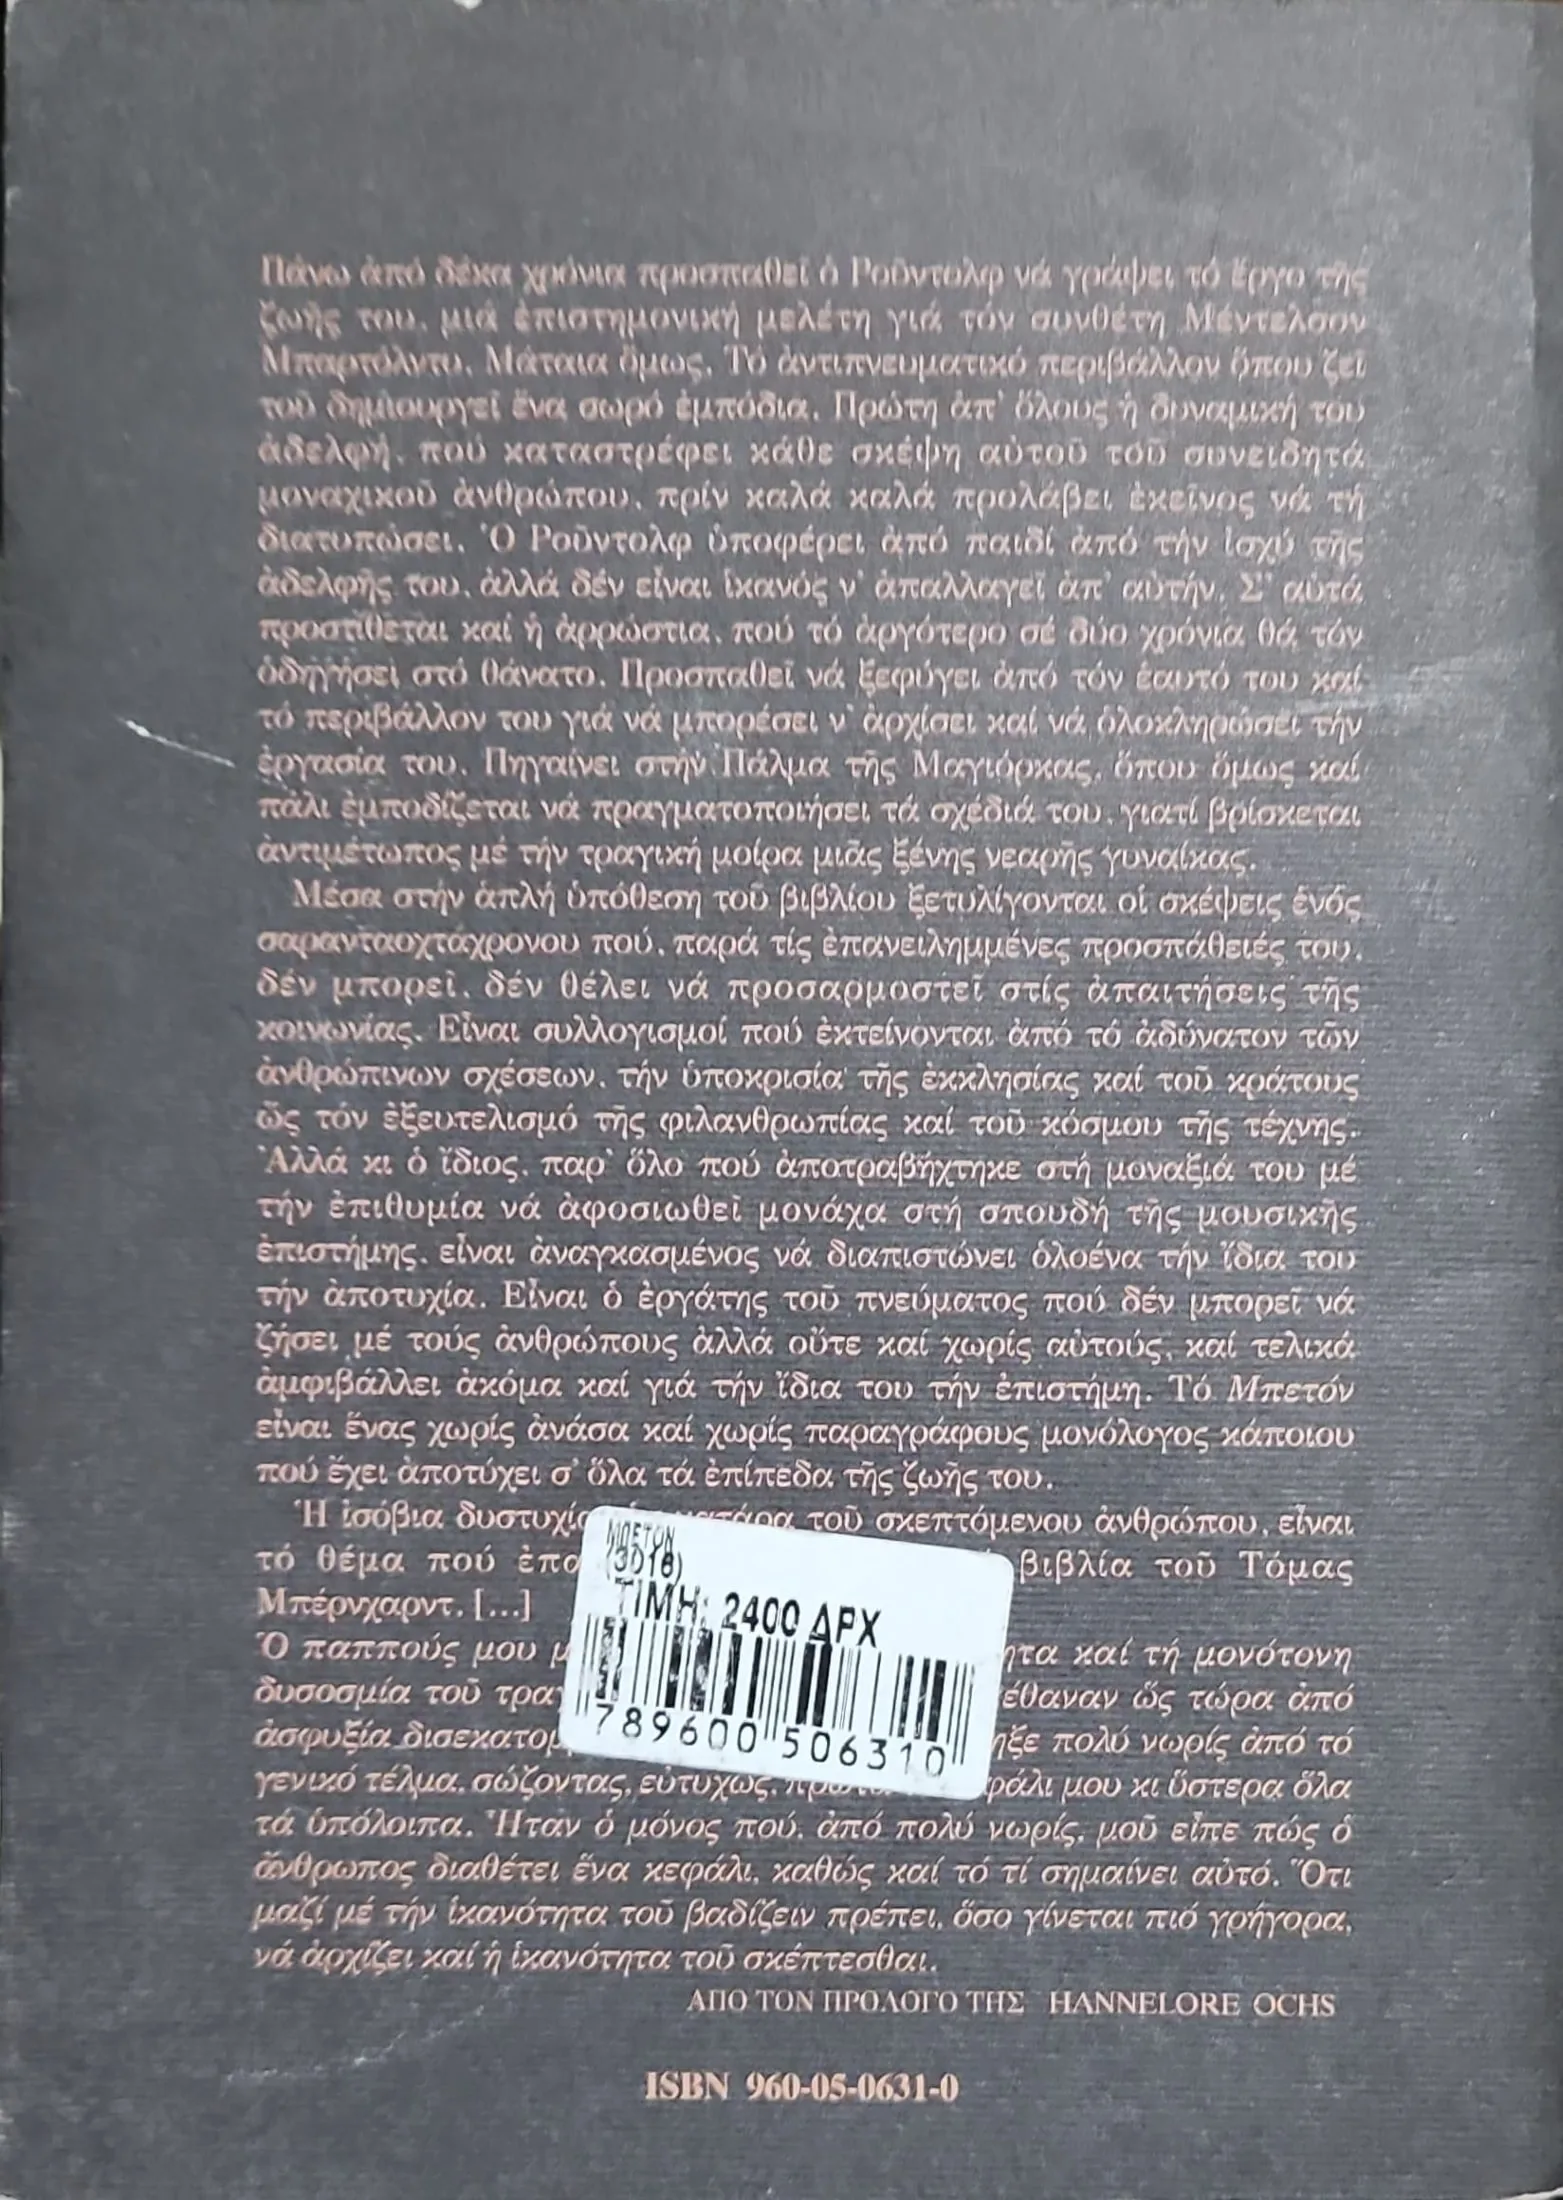 Πάνω ἀπό δέκα χρόνια προσπαθεῖ ὁ Ροῦντολφ νά γράψει τό ἔργο τῆς
ζωῆς του, μιά ἐπιστημονική μελέτη γιά τόν συνθέτη Μέντελσον
Μπαρτόλντυ. Μάταια ὅμως. Τό ἀντιπνευματικό περιβάλλον ὅπου ζεῖ
τοῦ δημιουργεῖ ἕνα σωρό ἐμπόδια. Πρώτη ἀπ' ὅλους ἡ δυναμική του
ἀδελφή, πού καταστρέφει κάθε σκέψη αὐτοῦ τοῦ συνειδητά
μοναχικοῦ ἀνθρώπου, πρίν καλά καλά προλάβει ἐκεῖνος νά τή
διατυπώσει. Ὁ Ροῦντολφ ὑποφέρει ἀπό παιδί ἀπό τήν ἰσχύ τῆς
ἀδελφῆς του, ἀλλά δέν εἶναι ἱκανός ν' ἀπαλλαγεῖ ἀπ' αὐτήν. Σ' αὐτά
προστίθεται καί ἡ ἀρρώστια, πού τό ἀργότερο σέ δύο χρόνια θά τόν
ὁδηγήσει στό θάνατο. Προσπαθεῖ νά ξεφύγει ἀπό τόν ἑαυτό του καί
τό περιβάλλον του γιά νά μπορέσει ν' ἀρχίσει καί νά ὁλοκληρώσει τήν
ἐργασία του. Πηγαίνει στήν Πάλμα τῆς Μαγιόρκας, ὅπου ὅμως καί
πάλι ἐμποδίζεται νά πραγματοποιήσει τά σχέδιά του, γιατί βρίσκεται
ἀντιμέτωπος μέ τήν τραγική μοίρα μιᾶς ξένης νεαρῆς γυναίκας.
Μέσα στήν ἁπλή ὑπόθεση τοῦ βιβλίου ξετυλίγονται οἱ σκέψεις ἑνός
σαρανταοχτάχρονου πού, παρά τίς ἐπανειλημμένες προσπάθειές του,
δέν μπορεῖ, δέν θέλει νά προσαρμοστεῖ στίς ἀπαιτήσεις τῆς
κοινωνίας. Εἶναι συλλογισμοί πού ἐκτείνονται ἀπό τό ἀδύνατον τῶν
ἀνθρώπινων σχέσεων, τήν ὑποκρισία τῆς ἐκκλησίας καί τοῦ κράτους
ὥς τόν ἐξευτελισμό τῆς φιλανθρωπίας καί τοῦ κόσμου τῆς τέχνης.
Ἀλλά κι ὁ ἴδιος, παρ' ὅλο πού ἀποτραβήχτηκε στή μοναξιά του μέ
τήν ἐπιθυμία νά ἀφοσιωθεῖ μονάχα στή σπουδή τῆς μουσικῆς
ἐπιστήμης, εἶναι ἀναγκασμένος νά διαπιστώνει ὁλοένα τήν ἴδια του
τήν ἀποτυχία. Εἶναι ὁ ἐργάτης τοῦ πνεύματος πού δέν μπορεῖ νά
ζήσει μέ τούς ἀνθρώπους ἀλλά οὔτε καί χωρίς αὐτούς, καί τελικά
ἀμφιβάλλει ἀκόμα καί γιά τήν ἴδια του τήν ἐπιστήμη. Τό Μπετόν
εἶναι ἕνας χωρίς ἀνάσα καί χωρίς παραγράφους μονόλογος κάποιου
πού ἔχει ἀποτύχει σ' ὅλα τά ἐπίπεδα τῆς ζωῆς του.
Ἡ ἰσόβια δυστυχία τοῦ σκεπτόμενου ἀνθρώπου, εἶναι
τό θέμα πού βιβλία τοῦ Τόμας
Μπέρνχαρντ. [...]
Ὁ παππούς μου καί τή μονότονη
δυσοσμία τοῦ ὥς τώρα ἀπό
ἀσφυξία πολύ νωρίς ἀπό τό
γενικό τέλμα, σώζοντας, εὐτυχῶς, μου κι ὕστερα ὅλα
τά ὑπόλοιπα. Ἦταν ὁ μόνος πού, ἀπό πολύ νωρίς, μοῦ εἶπε πώς ὁ
ἄνθρωπος διαθέτει ἕνα κεφάλι, καθώς καί τό τί σημαίνει αὐτό. Ὅτι
μαζί μέ τήν ἱκανότητα τοῦ βαδίζειν πρέπει, ὅσο γίνεται πιό γρήγορα,
νά ἀρχίζει καί ἡ ἱκανότητα τοῦ σκέπτεσθαι.
ΑΠΟ ΤΟΝ ΠΡΟΛΟΓΟ ΤΗΣ HANNELORE OCHS
ISBN 960-05-0631-0
ΜΠΕΤΟΝ
(3018)
ΤΙΜΗ: 2400 ΔΡΧ
789600 506310